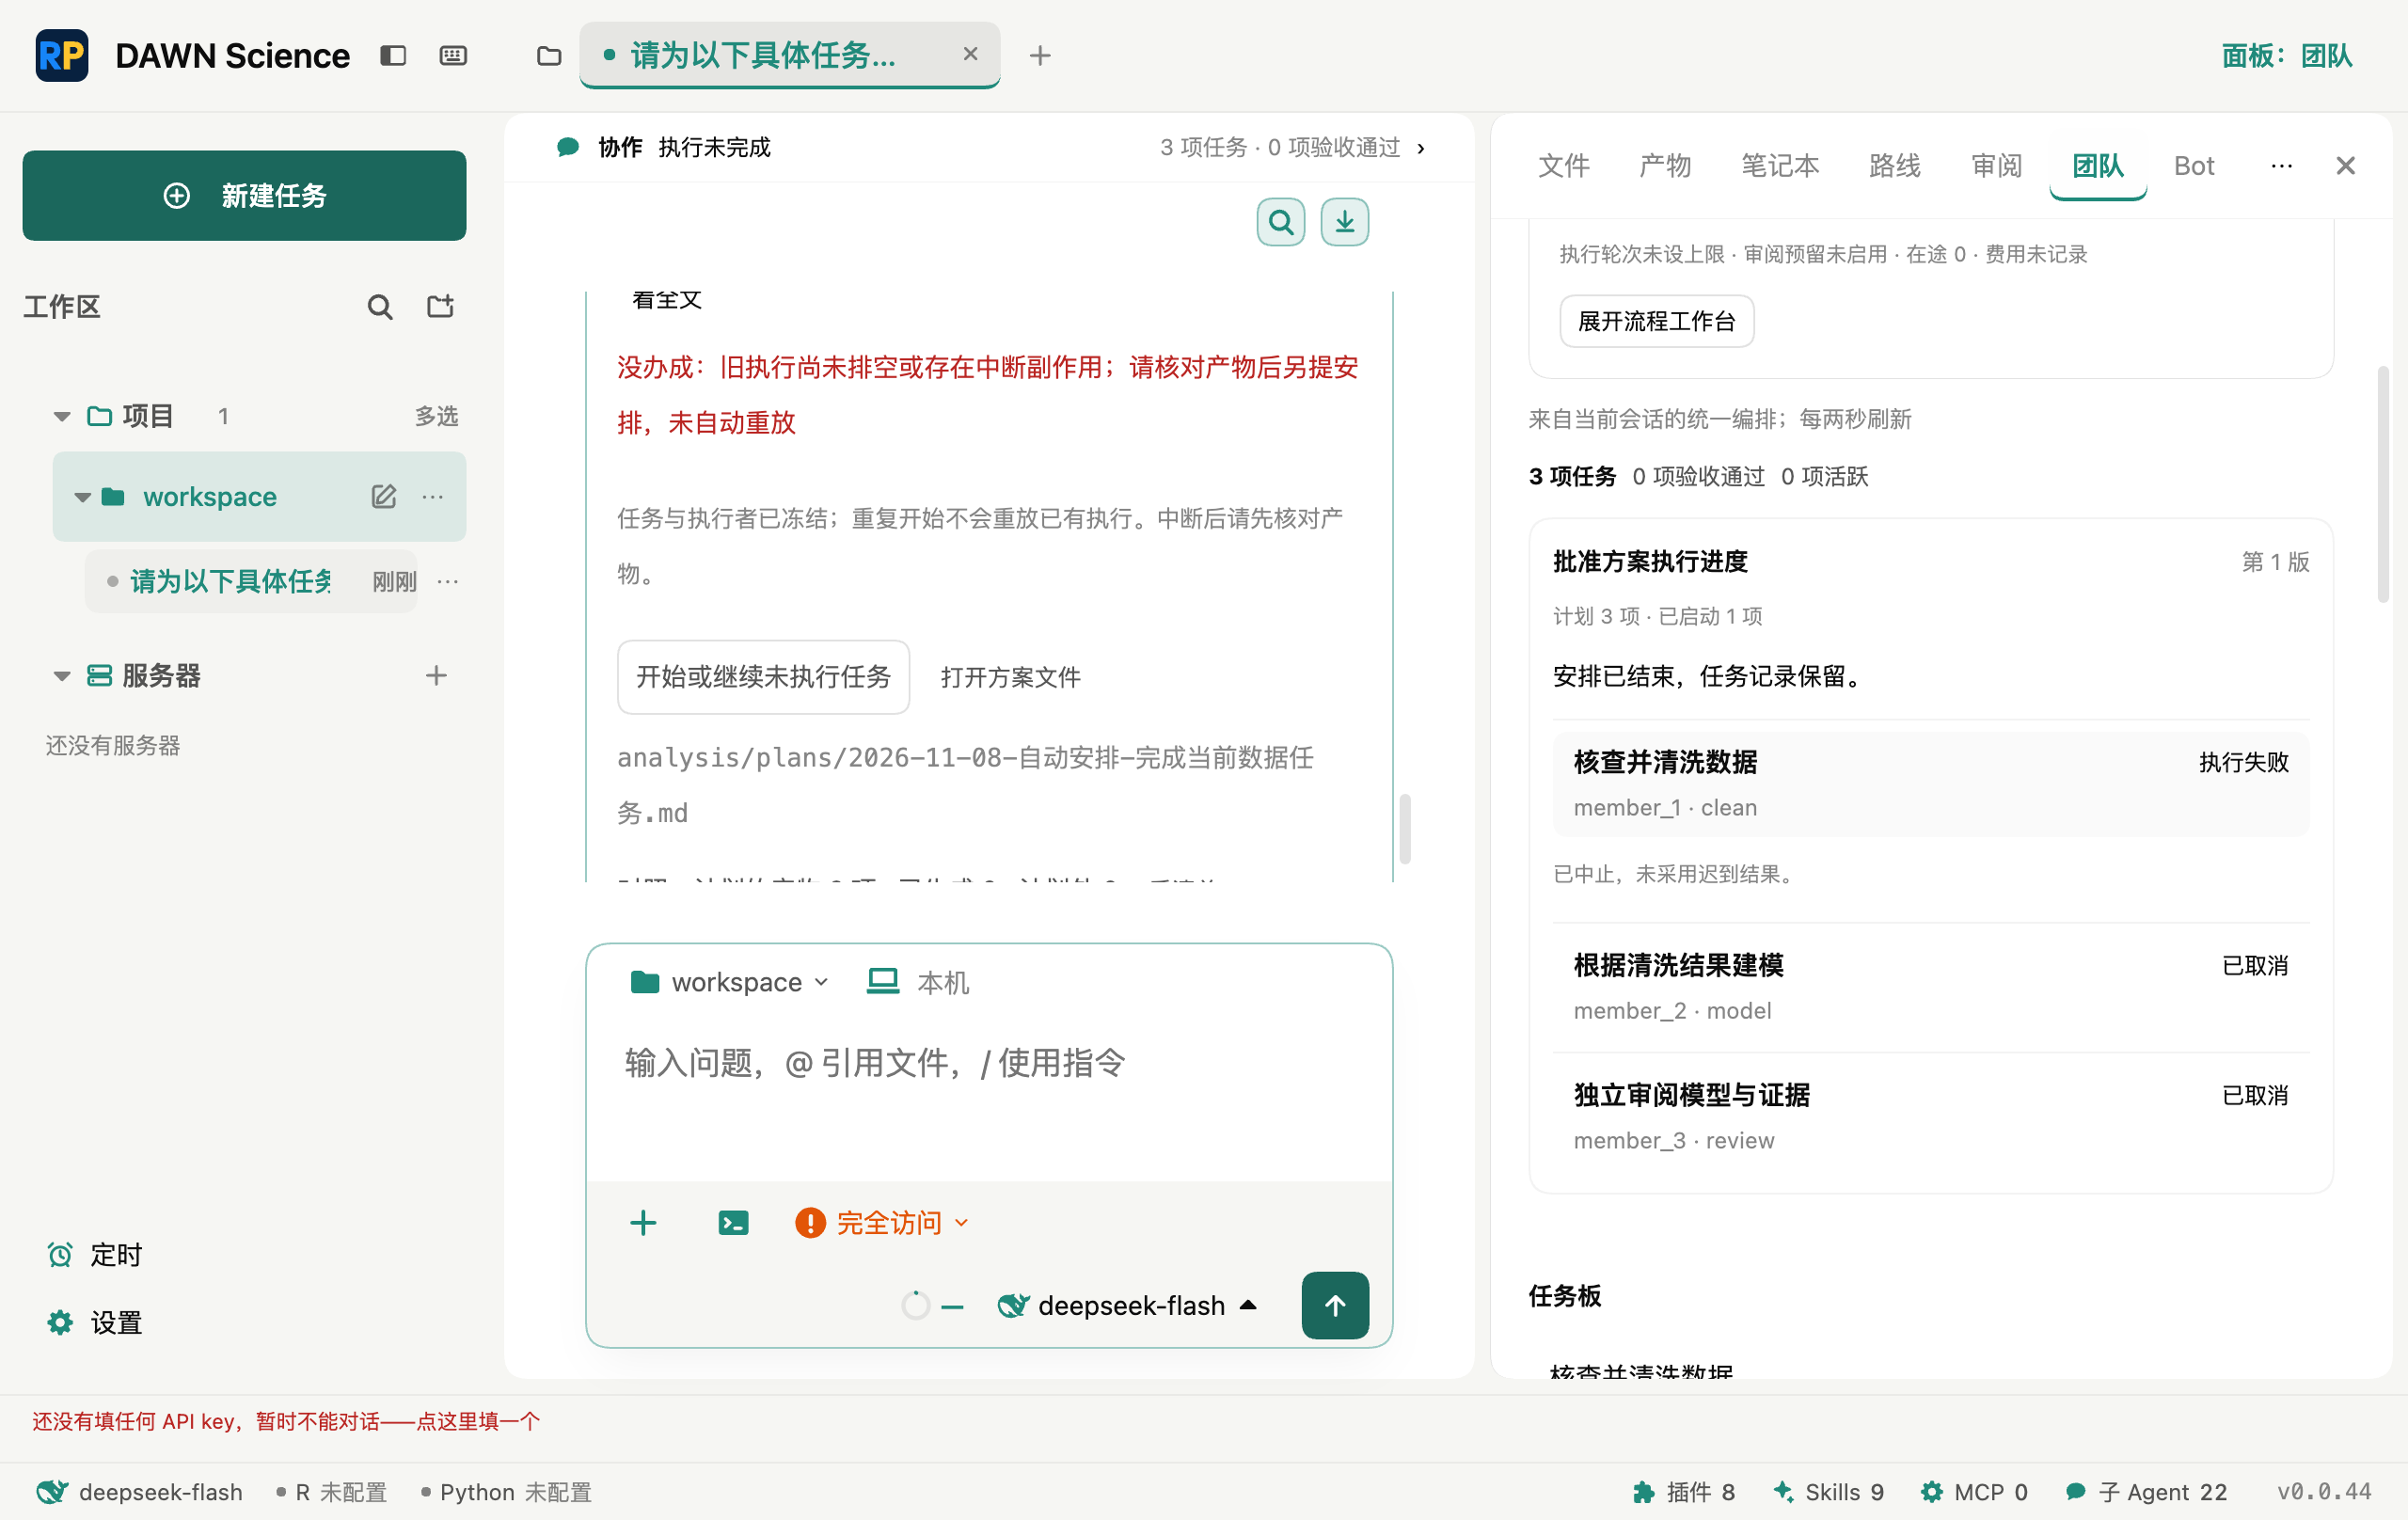 RP
DAWN Science
请为以下具体任务...
面板：团队
新建任务
工作区
项目 1
多选
workspace
请为以下具体任务
刚刚
服务器
还没有服务器
定时
设置
协作 执行未完成
3 项任务 · 0 项验收通过 ›
看全文
没办成：旧执行尚未排空或存在中断副作用；请核对产物后另提安
排，未自动重放
任务与执行者已冻结；重复开始不会重放已有执行。中断后请先核对产
物。
开始或继续未执行任务
打开方案文件
analysis/plans/2026-11-08-自动安排-完成当前数据任
务.md
workspace
本机
输入问题，@ 引用文件，/ 使用指令
完全访问
deepseek-flash
文件
产物
笔记本
路线
审阅
团队
Bot
执行轮次未设上限 · 审阅预留未启用 · 在途 0 · 费用未记录
展开流程工作台
来自当前会话的统一编排；每两秒刷新
3 项任务 0 项验收通过 0 项活跃
批准方案执行进度
第 1 版
计划 3 项 · 已启动 1 项
安排已结束，任务记录保留。
核查并清洗数据
执行失败
member_1 · clean
已中止，未采用迟到结果。
根据清洗结果建模
已取消
member_2 · model
独立审阅模型与证据
已取消
member_3 · review
任务板
核查并清洗数据
还没有填任何 API key，暂时不能对话——点这里填一个
deepseek-flash
R 未配置
Python 未配置
插件 8
Skills 9
MCP 0
子 Agent 22
v0.0.44